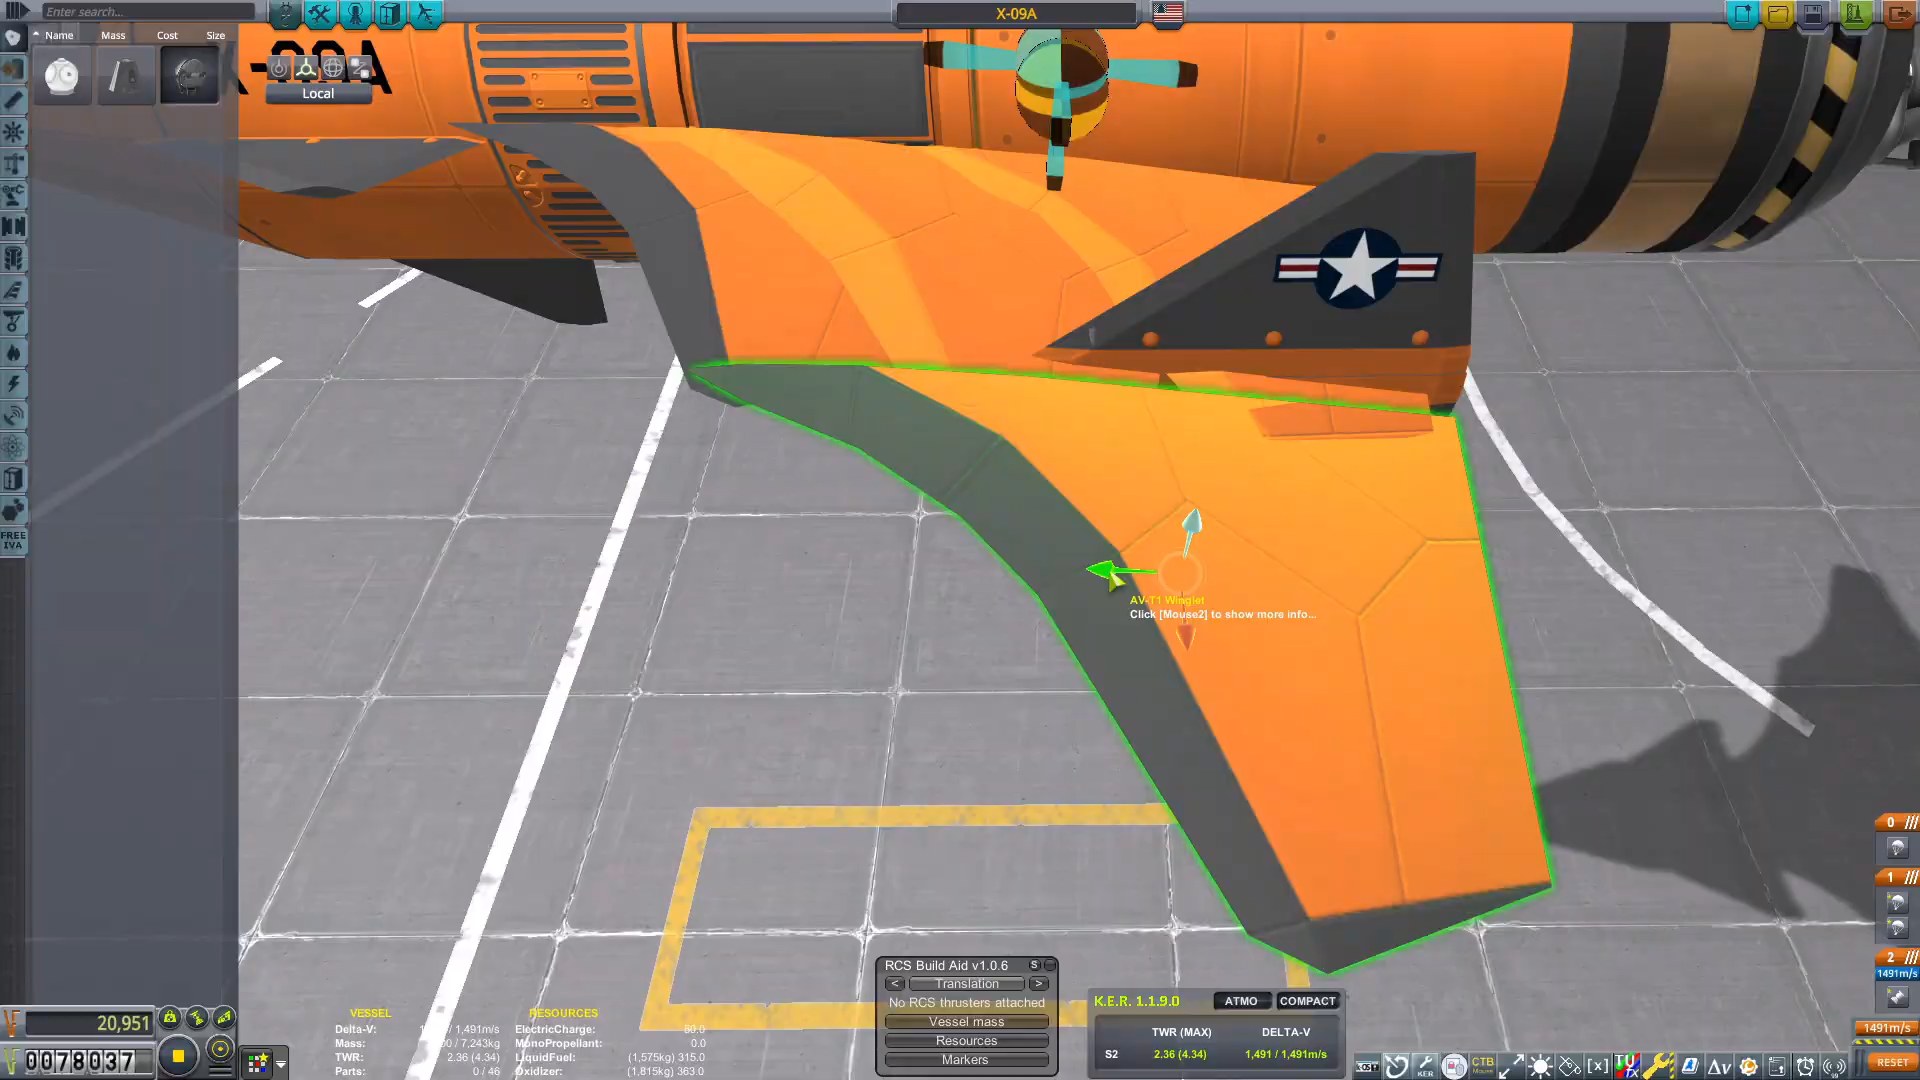 Enter search...
X-09A
Name Mass Cost Size
Local
FREE
IVA
AV-T1 Winglet
Click [Mouse2] to show more info...
0
1
2
1491m/s
1491m/s
RESET
20,951
0078037
VESSEL
Delta-V: / 1,491m/s
Mass: / 7,243kg
TWR: 2.36 (4.34)
Parts: 0 / 46
RESOURCES
ElectricCharge:
MonoPropellant: 0.0
LiquidFuel: (1,575kg) 315.0
Oxidizer: (1,815kg) 363.0
RCS Build Aid v1.0.6 S
< Translation >
No RCS thrusters attached
Vessel mass
Resources
Markers
K.E.R. 1.1.9.0 ATMO COMPACT
TWR (MAX) DELTA-V
S2 2.36 (4.34) 1,491 / 1,491m/s
KER
CTB
[x]
Δv